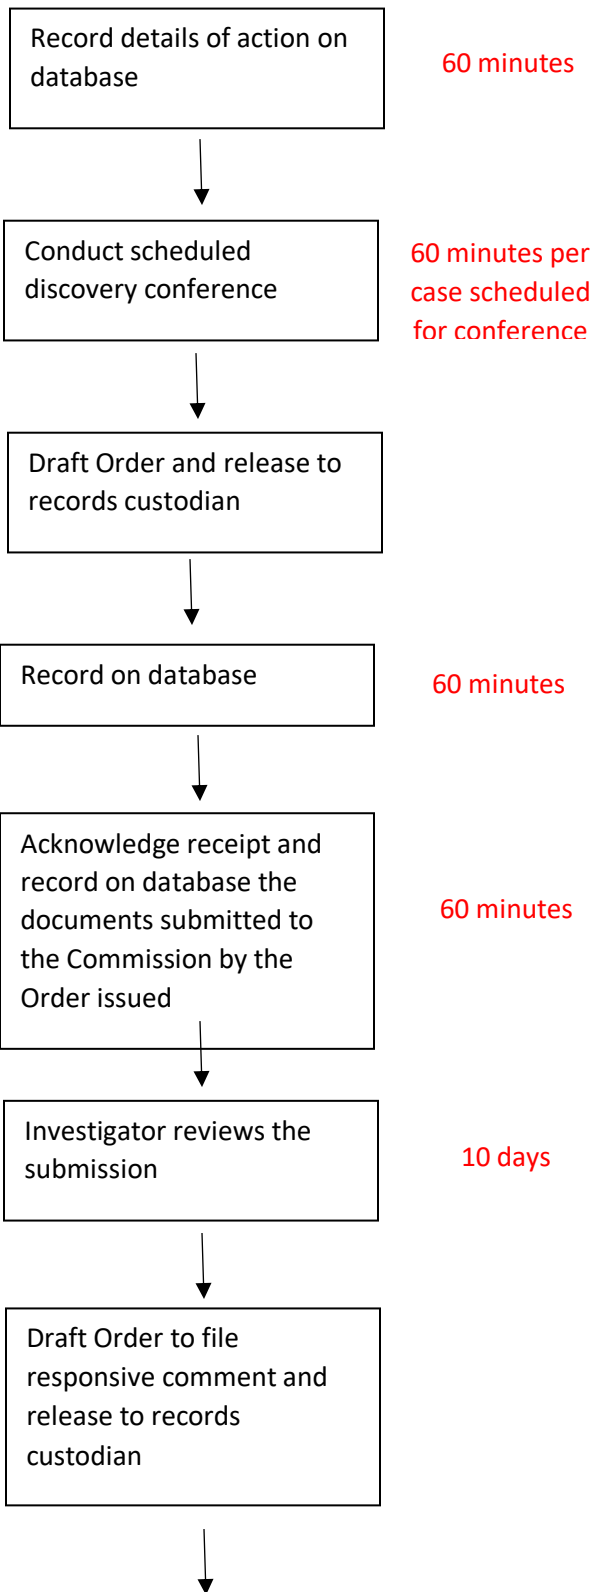 Record details of action on
database
60 minutes
Conduct scheduled
discovery conference
60 minutes per
case scheduled
for conference
Draft Order and release to
records custodian
Record on database
60 minutes
Acknowledge receipt and
record on database the
documents submitted to
the Commission by the
Order issued
60 minutes
Investigator reviews the
submission
10 days
Draft Order to file
responsive comment and
release to records
custodian